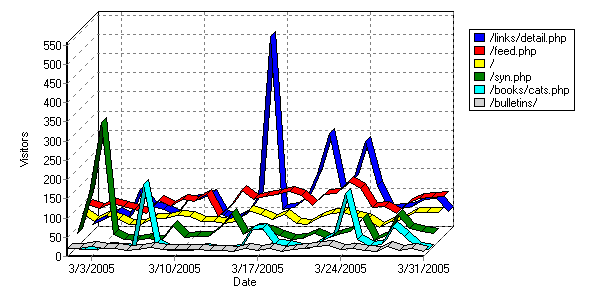 550
500
450
400
350
300
250
200
150
100
50
0
Visitors
3/3/2005 3/10/2005 3/17/2005 3/24/2005 3/31/2005
Date
/links/detail.php
/feed.php
/
/syn.php
/books/cats.php
/bulletins/